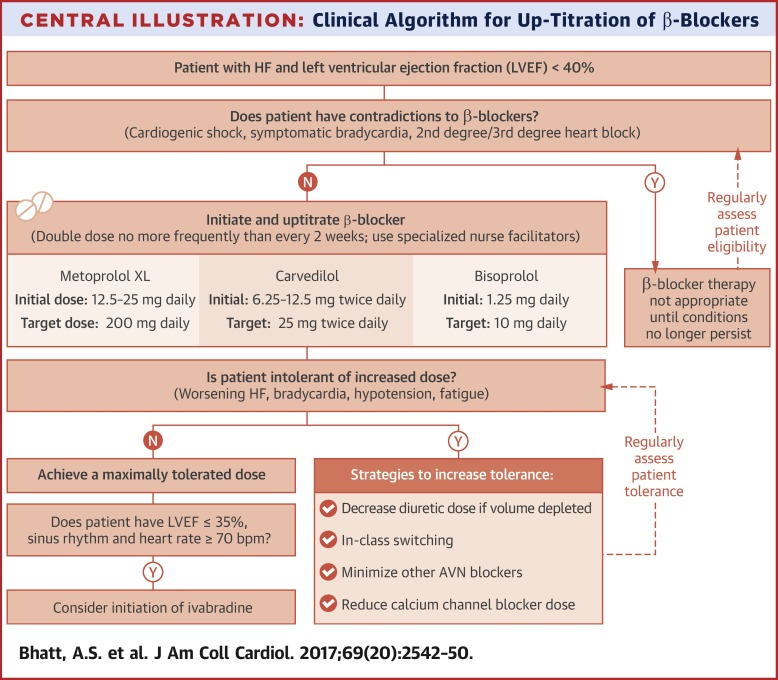 CENTRAL ILLUSTRATION: Clinical Algorithm for Up-Titration of β-Blockers
Patient with HF and left ventricular ejection fraction (LVEF) < 40%
Does patient have contradictions to β-blockers?
(Cardiogenic shock, symptomatic bradycardia, 2nd degree/3rd degree heart block)
N
Y
Regularly
assess
patient
eligibility
Initiate and uptitrate β-blocker
(Double dose no more frequently than every 2 weeks; use specialized nurse facilitators)
Metoprolol XL
Initial dose: 12.5–25 mg daily
Target dose: 200 mg daily
Carvedilol
Initial: 6.25–12.5 mg twice daily
Target: 25 mg twice daily
Bisoprolol
Initial: 1.25 mg daily
Target: 10 mg daily
β-blocker therapy
not appropriate
until conditions
no longer persist
Is patient intolerant of increased dose?
(Worsening HF, bradycardia, hypotension, fatigue)
N
Y
Regularly
assess
patient
tolerance
Achieve a maximally tolerated dose
Does patient have LVEF ≤ 35%,
sinus rhythm and heart rate ≥ 70 bpm?
Y
Consider initiation of ivabradine
Strategies to increase tolerance:
Decrease diuretic dose if volume depleted
In-class switching
Minimize other AVN blockers
Reduce calcium channel blocker dose
Bhatt, A.S. et al. J Am Coll Cardiol. 2017;69(20):2542–50.